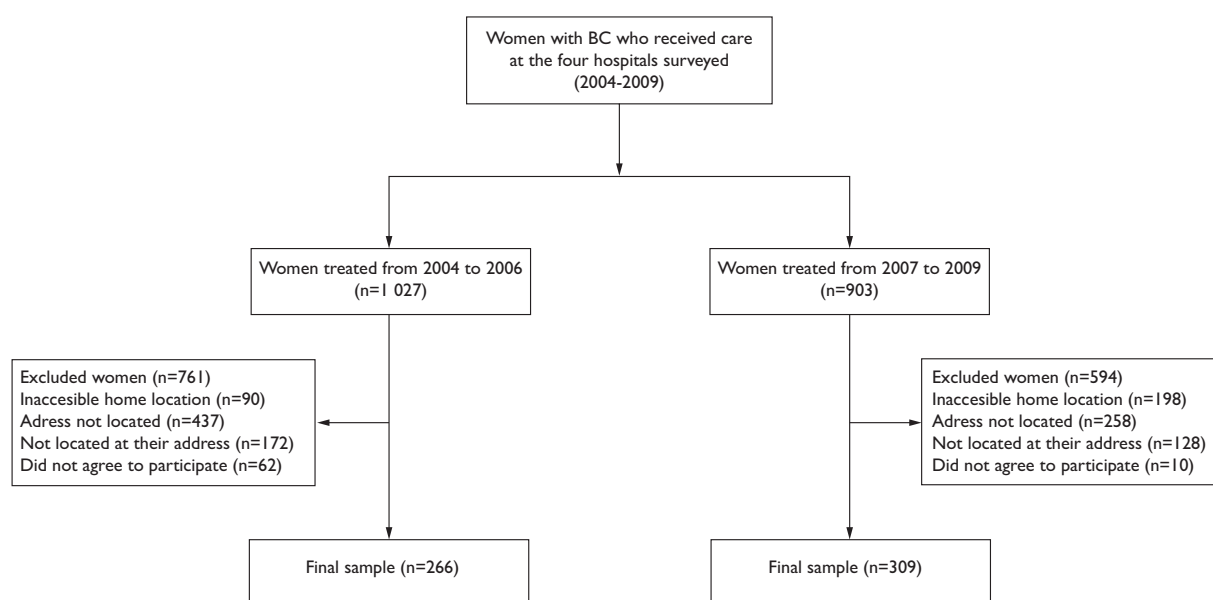 Women with BC who received care
at the four hospitals surveyed
(2004-2009)
Women treated from 2004 to 2006
(n=1 027)
Women treated from 2007 to 2009
(n=903)
Excluded women (n=761)
Inaccesible home location (n=90)
Adress not located (n=437)
Not located at their address (n=172)
Did not agree to participate (n=62)
Excluded women (n=594)
Inaccesible home location (n=198)
Adress not located (n=258)
Not located at their address (n=128)
Did not agree to participate (n=10)
Final sample (n=266)
Final sample (n=309)